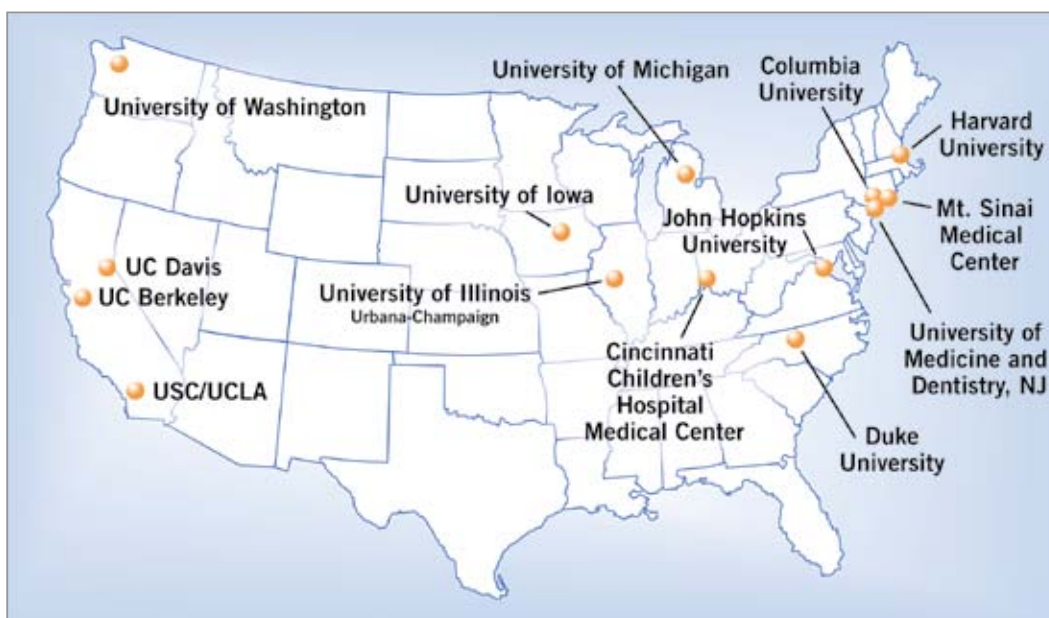 University of Washington
University of Michigan
Columbia
University
Harvard
University
University of Iowa
John Hopkins
University
Mt. Sinai
Medical
Center
UC Davis
UC Berkeley
University of Illinois
Urbana-Champaign
USC/UCLA
Cincinnati
Children's
Hospital
Medical Center
University of
Medicine and
Dentistry, NJ
Duke
University